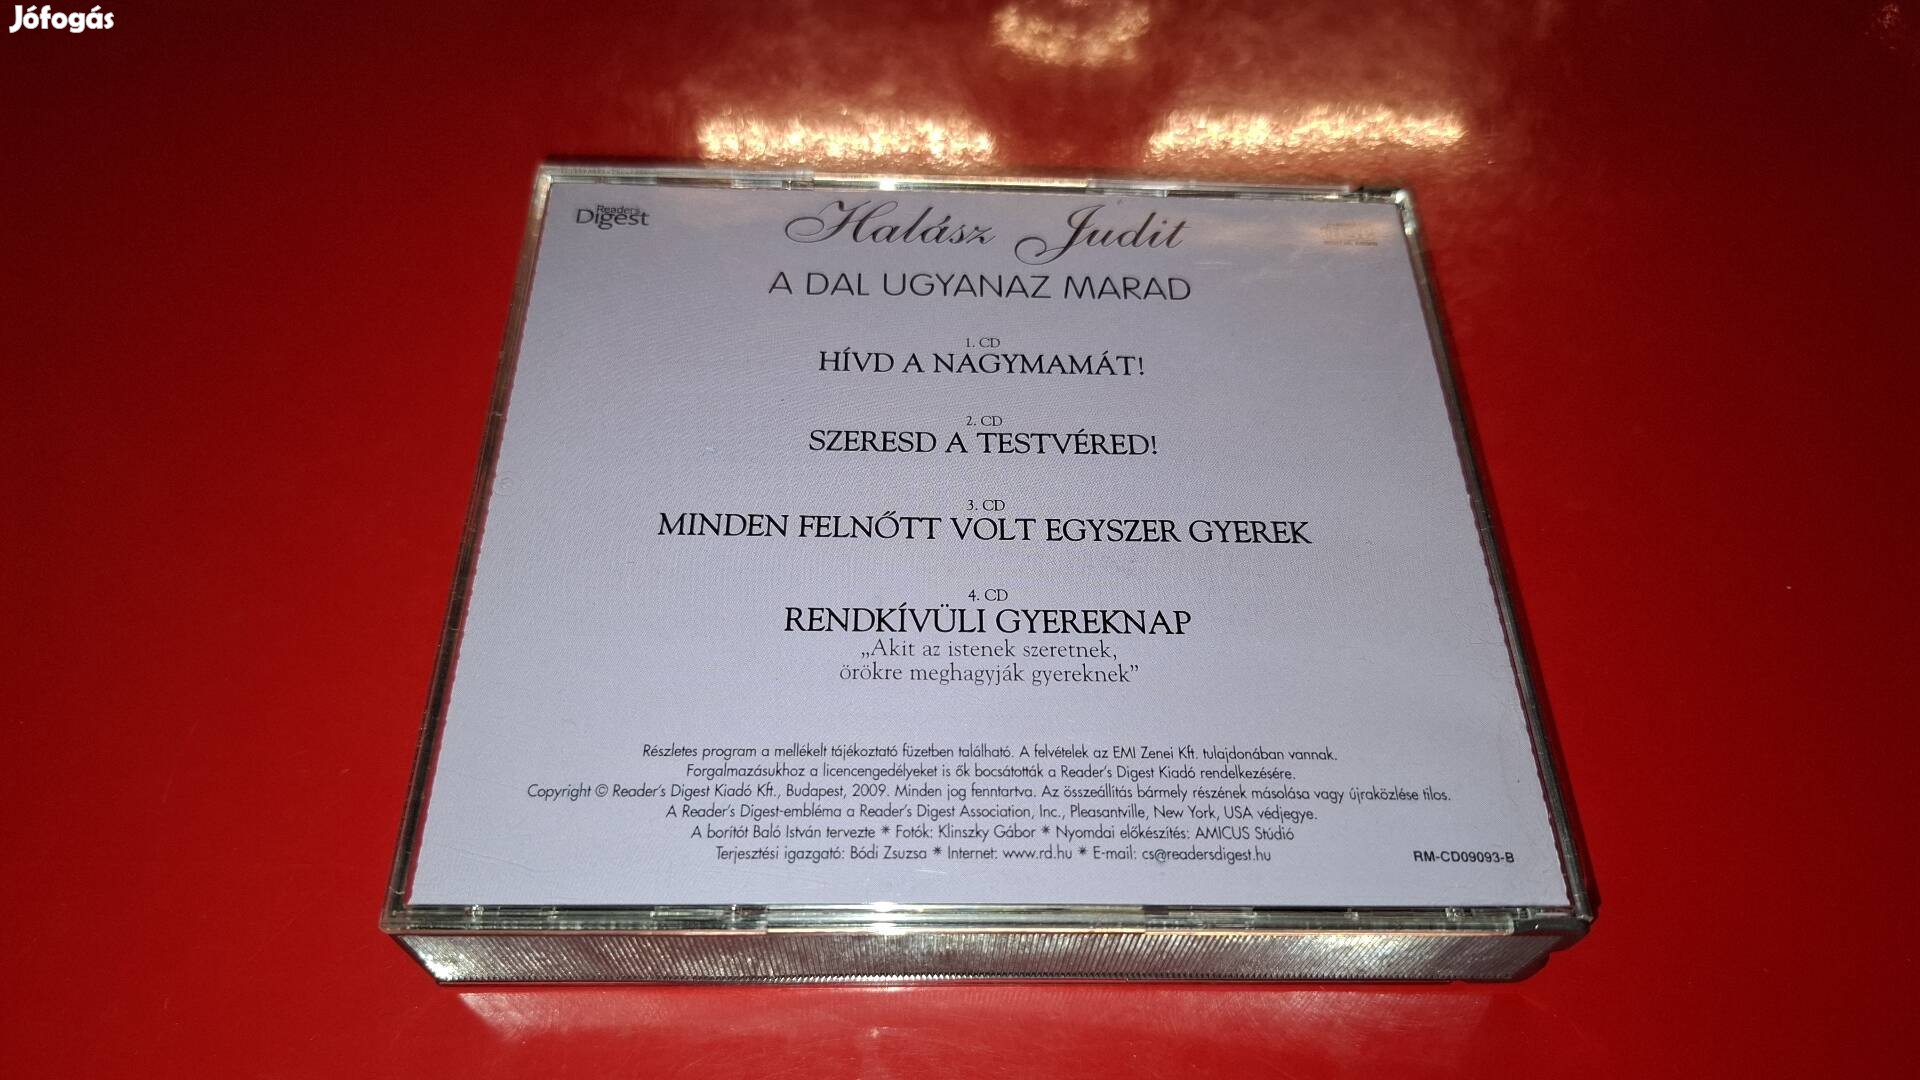 Jófogás
Reader's
Digest
Halász Judit
A DAL UGYANAZ MARAD
1. CD
HÍVD A NAGYMAMÁT!
2. CD
SZERESD A TESTVÉRED!
3. CD
MINDEN FELNŐTT VOLT EGYSZER GYEREK
4. CD
RENDKÍVÜLI GYEREKNAP
„Akit az istenek szeretnek,
örökre meghagyják gyereknek”
Részletes program a mellékelt tájékoztató füzetben található. A felvételek az EMI Zenei Kft. tulajdonában vannak.
Forgalmazásukhoz a licencengedélyeket is ők bocsátották a Reader's Digest Kiadó rendelkezésére.
Copyright © Reader's Digest Kiadó Kft., Budapest, 2009. Minden jog fenntartva. Az összeállítás bármely részének másolása vagy újraközlése tilos.
A Reader's Digest-embléma a Reader's Digest Association, Inc., Pleasantville, New York, USA védjegye.
A borítót Baló István tervezte * Fotók: Klinszky Gábor * Nyomdai előkészítés: AMICUS Stúdió
Terjesztési igazgató: Bódi Zsuzsa * Internet: www.rd.hu * E-mail: cs@readersdigest.hu
RM-CD09093-B